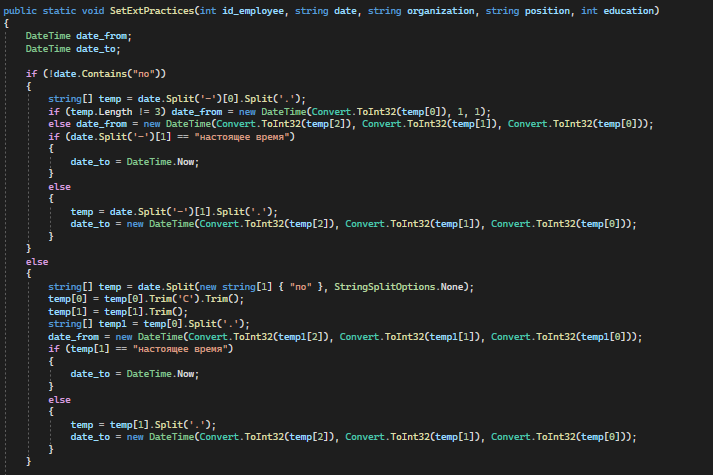 public static void SetExtPractices(int id_employee, string date, string organization, string position, int education)
{
DateTime date_from;
DateTime date_to;
if (!date.Contains("no"))
{
string[] temp = date.Split('-')[0].Split('.');
if (temp.Length != 3) date_from = new DateTime(Convert.ToInt32(temp[0]), 1, 1);
else date_from = new DateTime(Convert.ToInt32(temp[2]), Convert.ToInt32(temp[1]), Convert.ToInt32(temp[0]));
if (date.Split('-')[1] == "настоящее время")
{
date_to = DateTime.Now;
}
else
{
temp = date.Split('-')[1].Split('.');
date_to = new DateTime(Convert.ToInt32(temp[2]), Convert.ToInt32(temp[1]), Convert.ToInt32(temp[0]));
}
}
else
{
string[] temp = date.Split(new string[1] { "no" }, StringSplitOptions.None);
temp[0] = temp[0].Trim('C').Trim();
temp[1] = temp[1].Trim();
string[] temp1 = temp[0].Split('.');
date_from = new DateTime(Convert.ToInt32(temp1[2]), Convert.ToInt32(temp1[1]), Convert.ToInt32(temp1[0]));
if (temp[1] == "настоящее время")
{
date_to = DateTime.Now;
}
else
{
temp = temp[1].Split('.');
date_to = new DateTime(Convert.ToInt32(temp[2]), Convert.ToInt32(temp[1]), Convert.ToInt32(temp[0]));
}
}